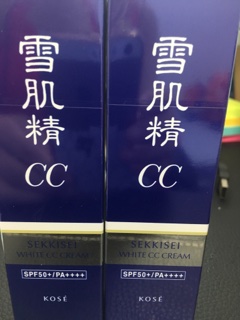 雪肌精
CC
SEKKISEI
WHITE CC CREAM
SPF50+/PA++++
KOSÉ
雪肌精
CC
SEKKISEI
WHITE CC CREAM
SPF50+/PA++++
KOSÉ